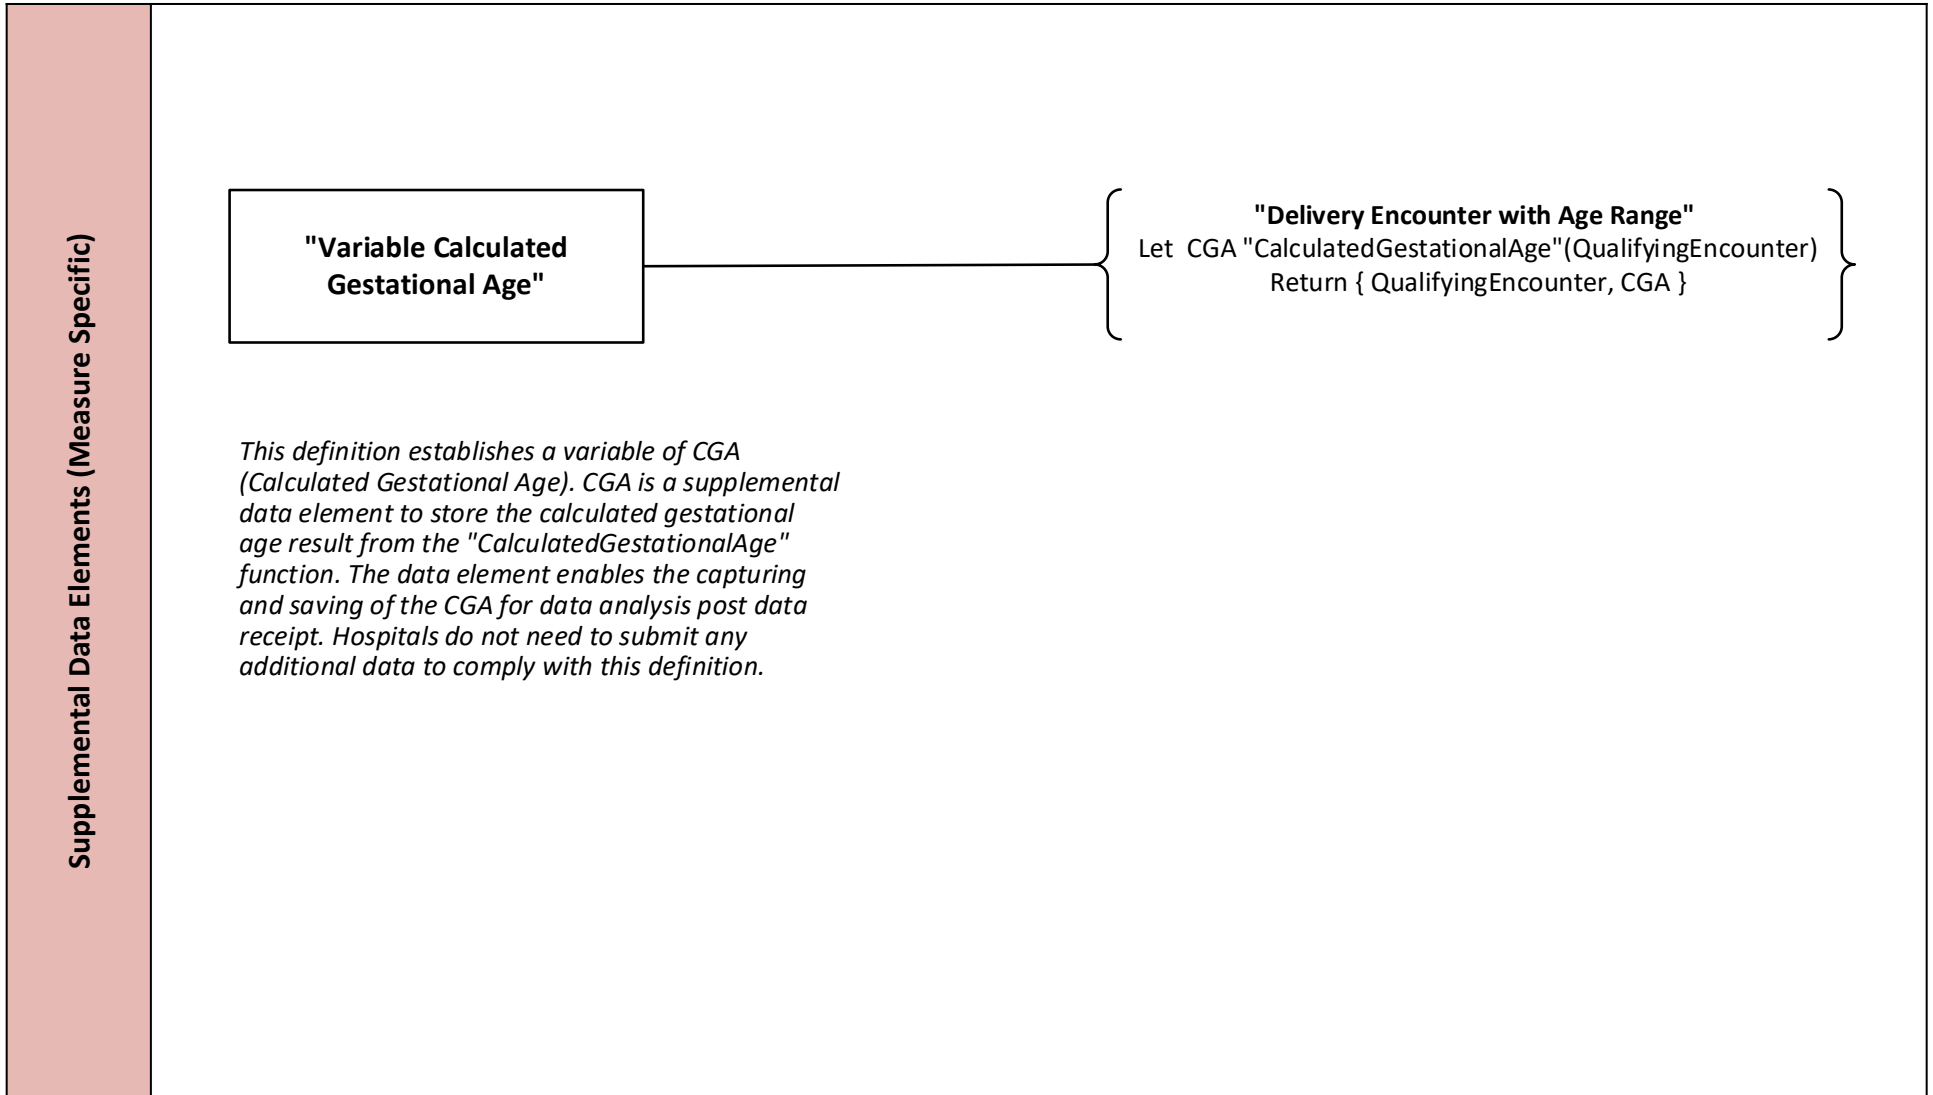 Supplemental Data Elements (Measure Specific)
"Variable Calculated
Gestational Age"
"Delivery Encounter with Age Range"
Let  CGA "CalculatedGestationalAge"(QualifyingEncounter)
Return { QualifyingEncounter, CGA }
This definition establishes a variable of CGA
(Calculated Gestational Age). CGA is a supplemental
data element to store the calculated gestational
age result from the "CalculatedGestationalAge"
function. The data element enables the capturing
and saving of the CGA for data analysis post data
receipt. Hospitals do not need to submit any
additional data to comply with this definition.